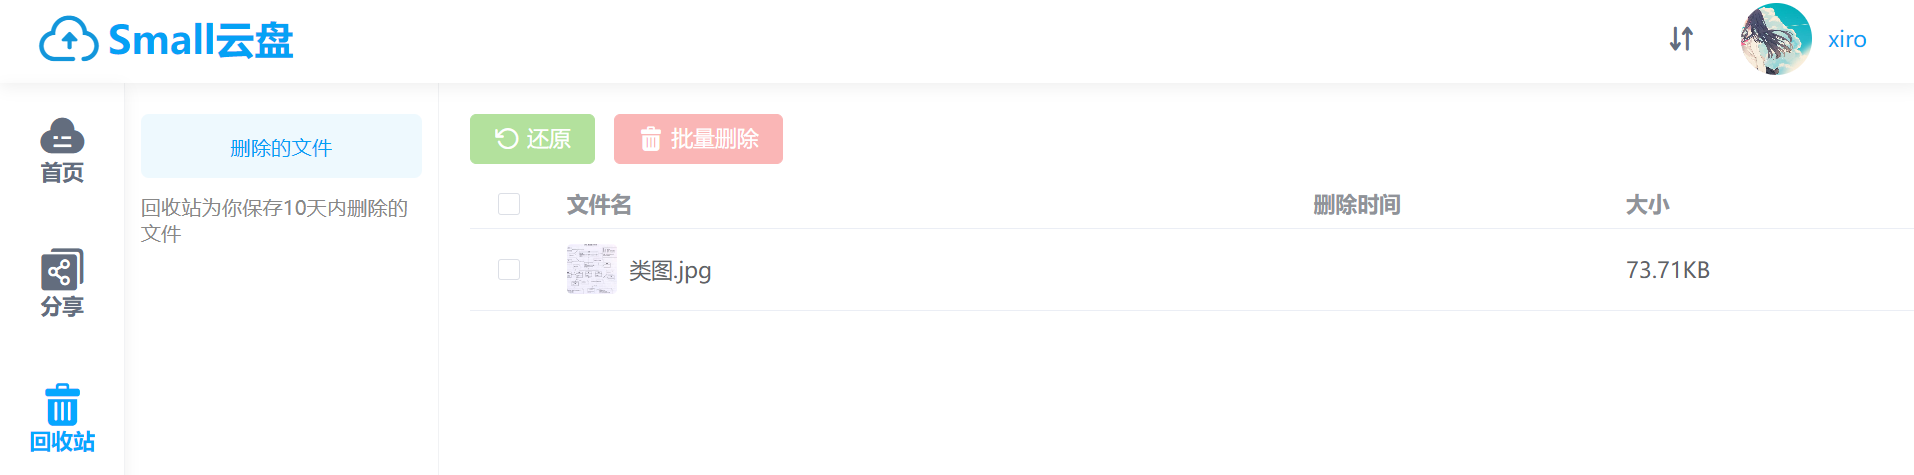 Small云盘
xiro
首页
分享
回收站
删除的文件
回收站为你保存10天内删除的
文件
还原
批量删除
文件名 删除时间 大小
类图.jpg 73.71KB